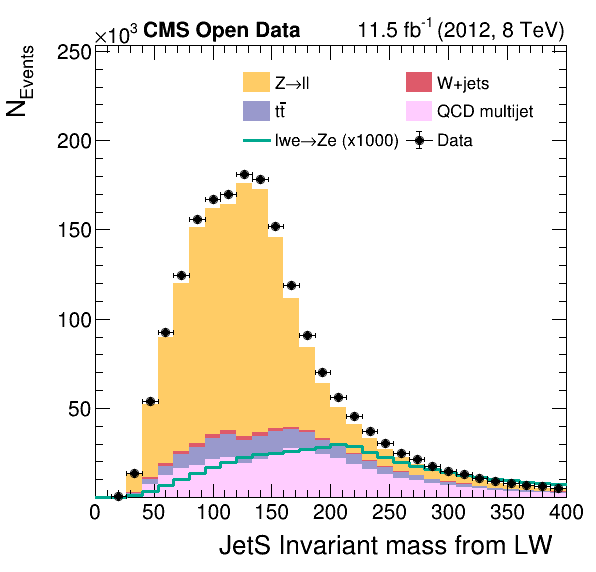 ×10³ CMS Open Data 11.5 fb⁻¹ (2012, 8 TeV)
N_Events
250
200
150
100
50
Z→ll
W+jets
tt̄
QCD multijet
lwe→Ze (x1000)
Data
0 50 100 150 200 250 300 350 400
JetS Invariant mass from LW